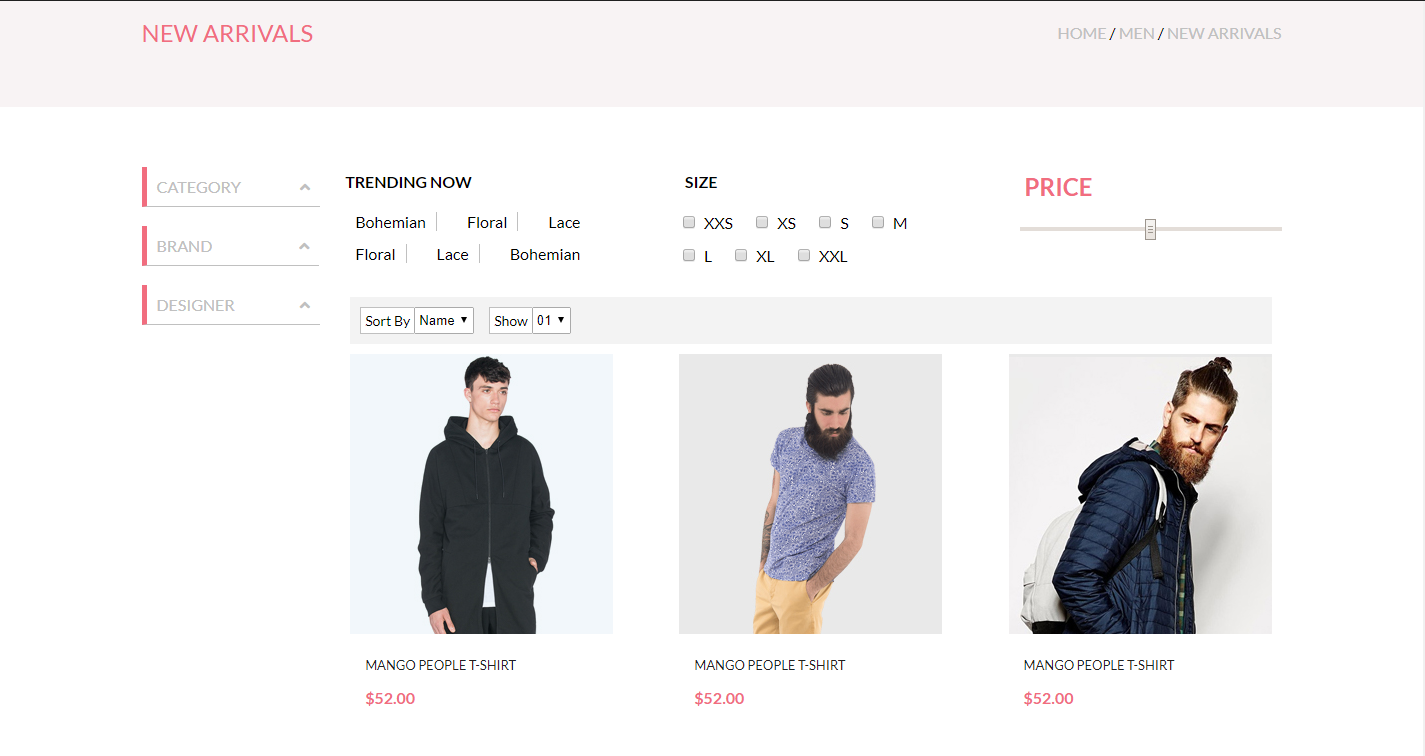 NEW ARRIVALS
HOME / MEN / NEW ARRIVALS
CATEGORY
BRAND
DESIGNER
TRENDING NOW
Bohemian Floral Lace
Floral Lace Bohemian
SIZE
XXS XS S M
L XL XXL
PRICE
Sort By Name Show 01
MANGO PEOPLE T-SHIRT
$52.00
MANGO PEOPLE T-SHIRT
$52.00
MANGO PEOPLE T-SHIRT
$52.00